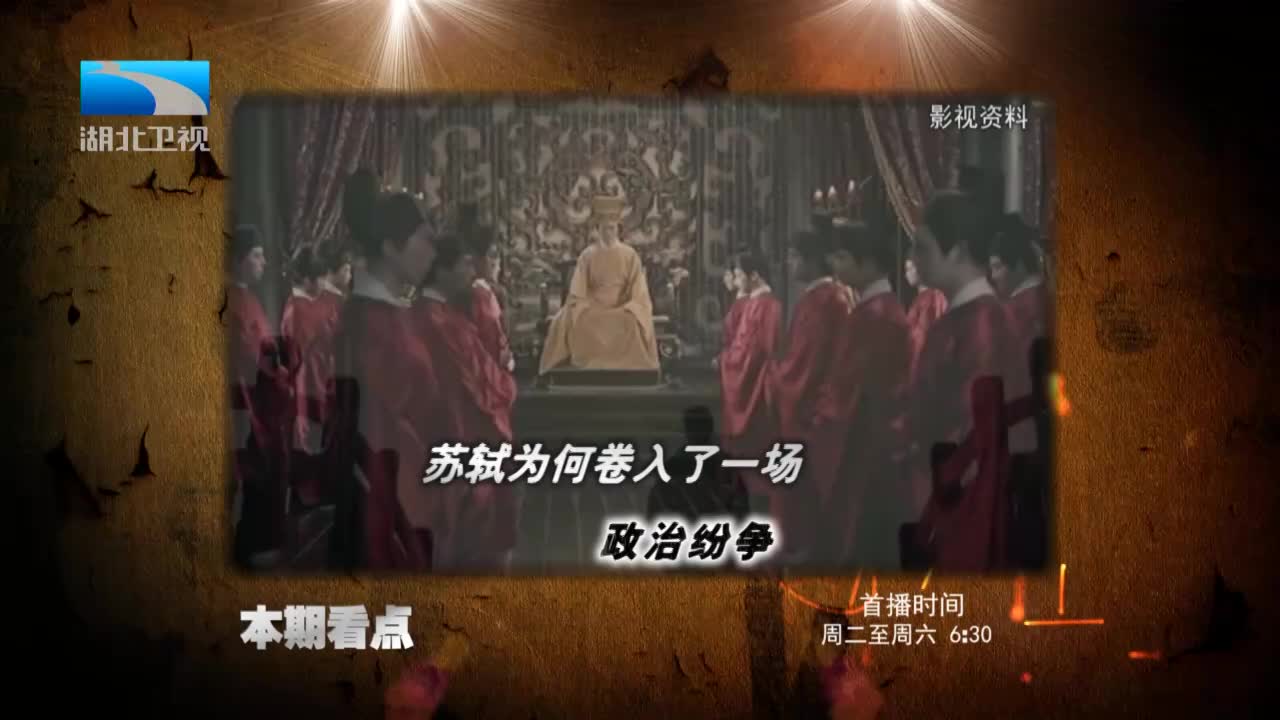 湖北卫视
影视资料
苏轼为何卷入了一场
政治纷争
本期看点
首播时间
周二至周六 6:30